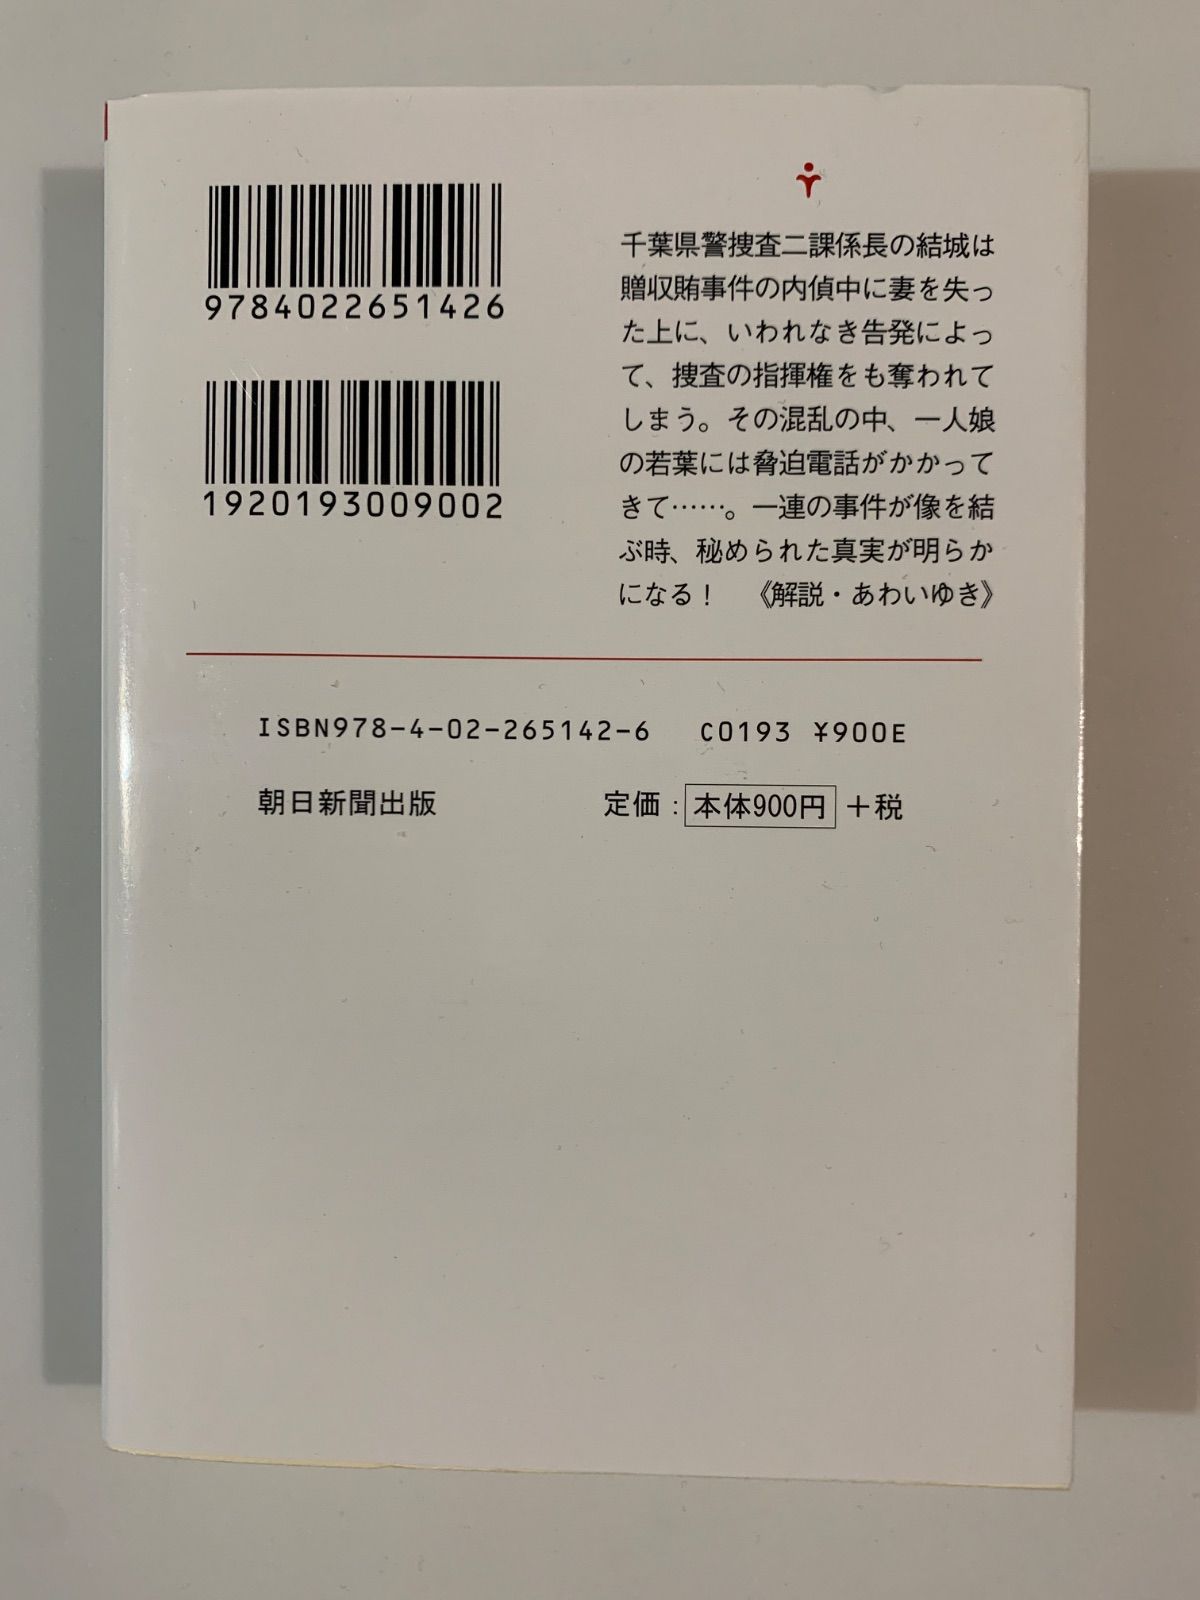 9784022651426
1920193009002
千葉県警捜査二課係長の結城は
贈収賄事件の内偵中に妻を失っ
た上に、いわれなき告発によっ
て、捜査の指揮権をも奪われて
しまう。その混乱の中、一人娘
の若葉には脅迫電話がかかって
きて……。一連の事件が像を結
ぶ時、秘められた真実が明らか
になる！　《解説・あわいゆき》
ISBN978-4-02-265142-6　C0193 ¥900E
朝日新聞出版　定価：本体900円＋税